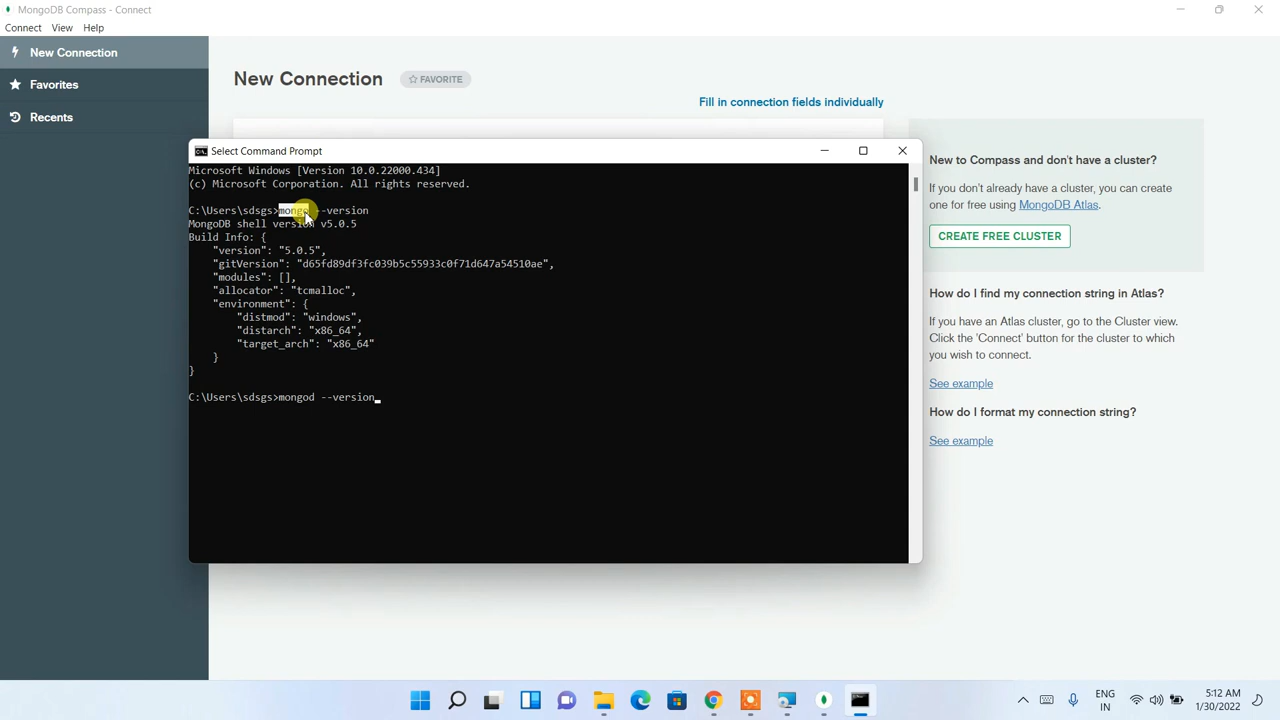 MongoDB Compass - Connect
Connect View Help
New Connection
Favorites
Recents
New Connection
FAVORITE
Fill in connection fields individually
New to Compass and don't have a cluster?
If you don't already have a cluster, you can create
one for free using MongoDB Atlas.
CREATE FREE CLUSTER
How do I find my connection string in Atlas?
If you have an Atlas cluster, go to the Cluster view.
Click the 'Connect' button for the cluster to which
you wish to connect.
See example
How do I format my connection string?
See example
Select Command Prompt
Microsoft Windows [Version 10.0.22000.434]
(c) Microsoft Corporation. All rights reserved.
C:\Users\sdsgs>mongo --version
MongoDB shell version v5.0.5
Build Info: {
"version": "5.0.5",
"gitVersion": "d65fd89df3fc039b5c55933c0f71d647a54510ae",
"modules": [],
"allocator": "tcmalloc",
"environment": {
"distmod": "windows",
"distarch": "x86_64",
"target_arch": "x86_64"
}
}
C:\Users\sdsgs>mongod --version
ENG
IN
5:12 AM
1/30/2022